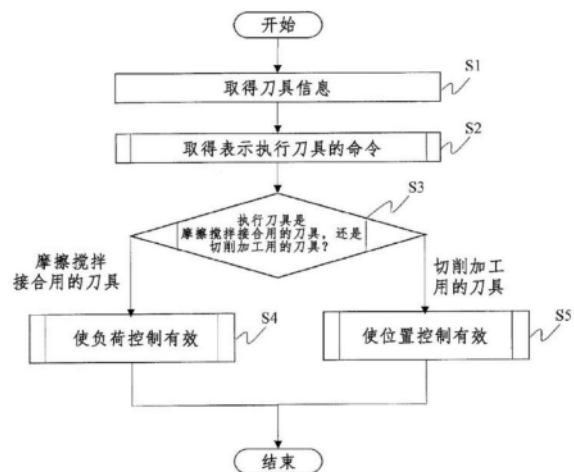 开始
S1
取得刀具信息
S2
取得表示执行刀具的命令
S3
执行刀具是
摩擦搅拌接合用的刀具，还是
切削加工用的刀具？
摩擦搅拌
接合用的刀具
切削加工
用的刀具
S4
使负荷控制有效
S5
使位置控制有效
结束